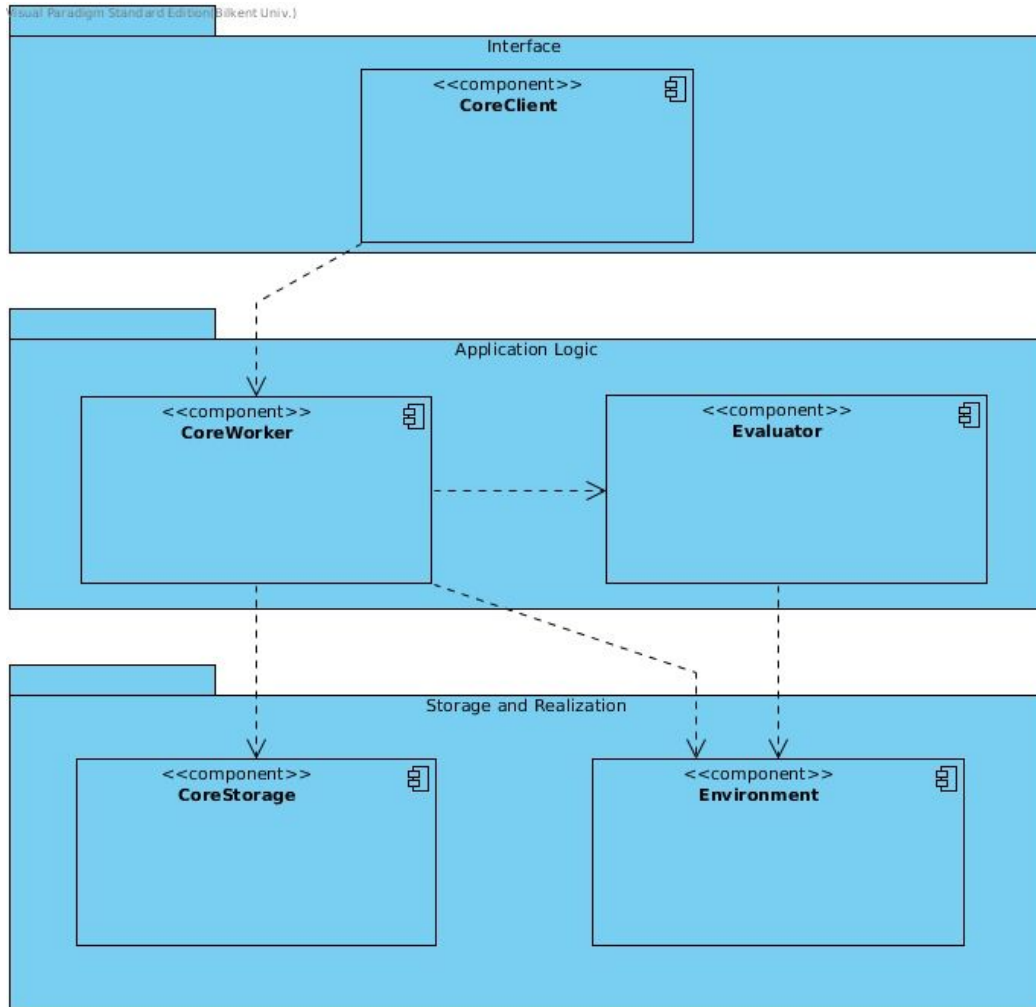 Visual Paradigm Standard Edition(Bilkent Univ.)
Interface
<<component>>
CoreClient
Application Logic
<<component>>
CoreWorker
<<component>>
Evaluator
Storage and Realization
<<component>>
CoreStorage
<<component>>
Environment